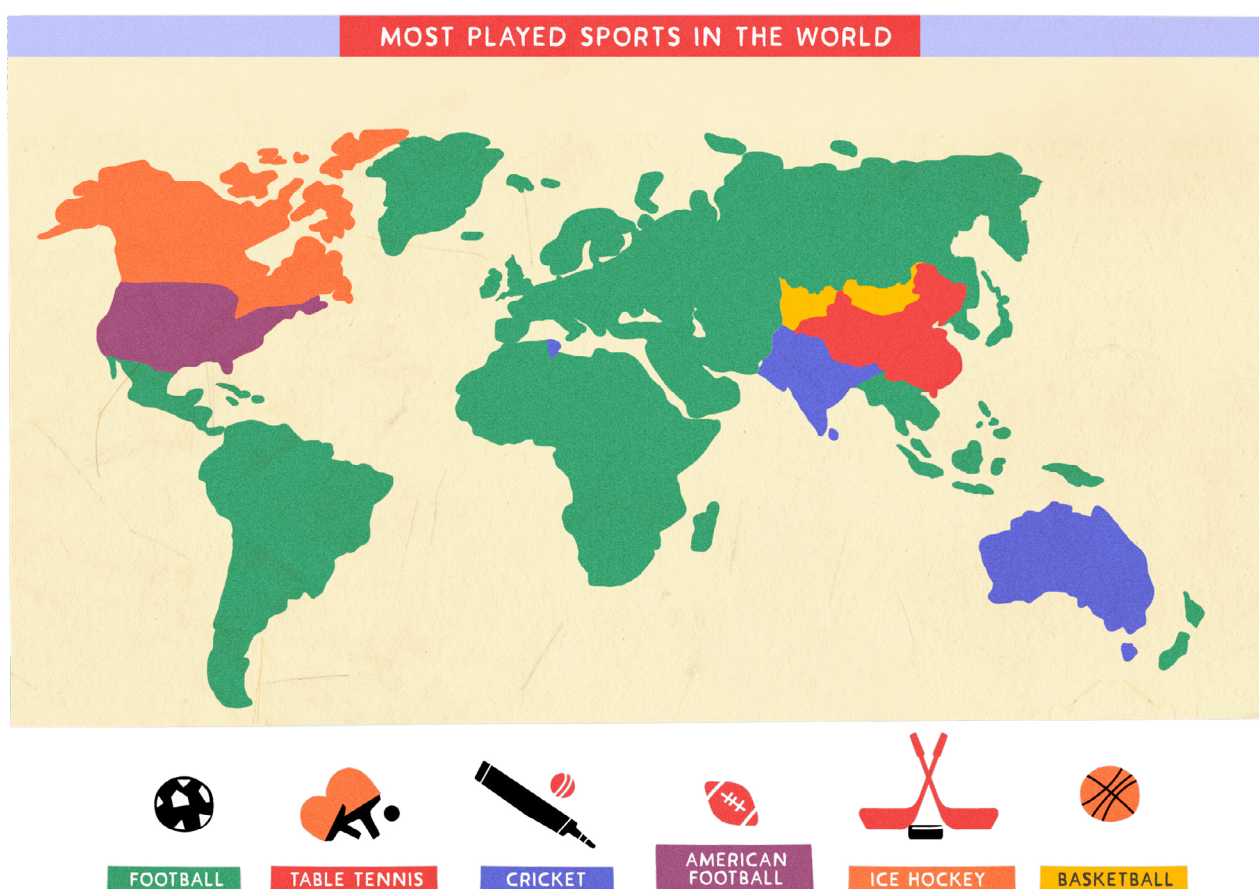 MOST PLAYED SPORTS IN THE WORLD
FOOTBALL
TABLE TENNIS
CRICKET
AMERICAN
FOOTBALL
ICE HOCKEY
BASKETBALL